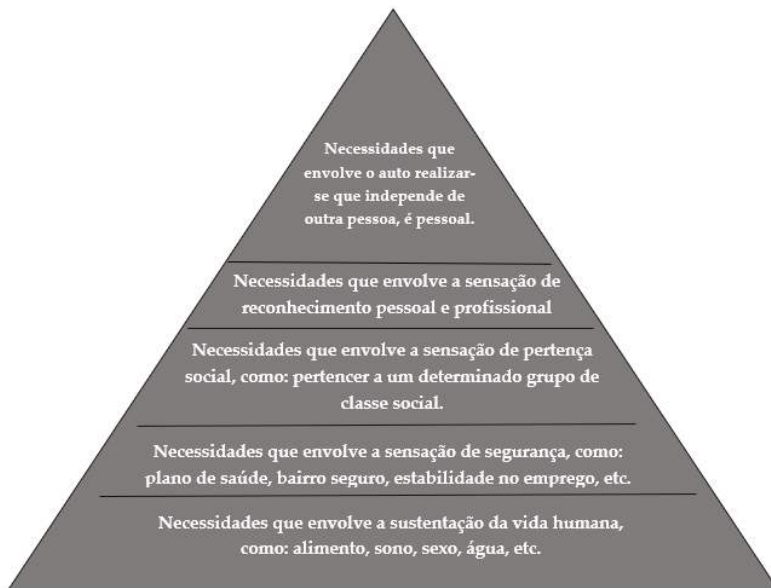 Necessidades que
envolve o auto realizar-
se que independe de
outra pessoa, é pessoal.
Necessidades que envolve a sensação de
reconhecimento pessoal e profissional
Necessidades que envolve a sensação de pertença
social, como: pertencer a um determinado grupo de
classe social.
Necessidades que envolve a sensação de segurança, como:
plano de saúde, bairro seguro, estabilidade no emprego, etc.
Necessidades que envolve a sustentação da vida humana,
como: alimento, sono, sexo, água, etc.